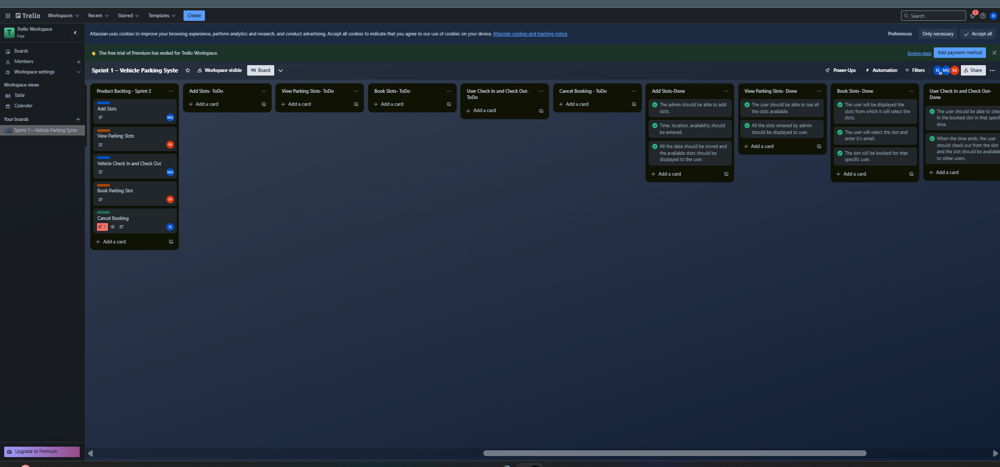 Trello
Workspaces
Recent
Starred
Templates
Create
Search
1
IS
T
Trello Workspace
Free
Boards
Members
Workspace settings
Workspace views
Table
Calendar
Your boards
Sprint 1 – Vehicle Parking Syste
Upgrade to Premium
Atlassian uses cookies to improve your browsing experience, perform analytics and research, and conduct advertising. Accept all cookies to indicate that you agree to our use of cookies on your device. Atlassian cookies and tracking notice
Preferences
Only necessary
Accept all
The free trial of Premium has ended for Trello Workspace.
Explore plans
Add payment method
Sprint 1 – Vehicle Parking Syste
Workspace visible
Board
Power-Ups
Automation
Filters
IS
MQ
SK
Share
Product Backlog - Sprint 2
Add Slots
MQ
View Parking Slots
SK
Vehicle Check In and Check Out
MQ
Book Parking Slot
SK
Cancel Booking
1
IS
Add a card
Add Slots- ToDo
Add a card
View Parking Slots- ToDo
Add a card
Book Slots- ToDo
Add a card
User Check In and Check Out-
ToDo
Add a card
Cancel Booking - ToDo
Add a card
Add Slots-Done
The admin should be able to add
slots.
Time, location, avaliablity should
be entered.
All the data should be stored and
the avaliable slots should be
displayed to the user.
Add a card
View Parking Slots- Done
The user should be able to see all
the slots avaliable.
All the slots entered by admin
should be displayed to user.
Add a card
Book Slots- Done
The user will be displayed the
slots from which it will select the
slots.
The user will select the slot and
enter it's email.
The slot will be booked for that
specific user.
Add a card
User Check In and Check Out-
Done
The user should be able to chec
in the booked slot in that specif
time.
When the time ends, the user
should check out from the slot
and the slot should be avaliable
to other users.
Add a card